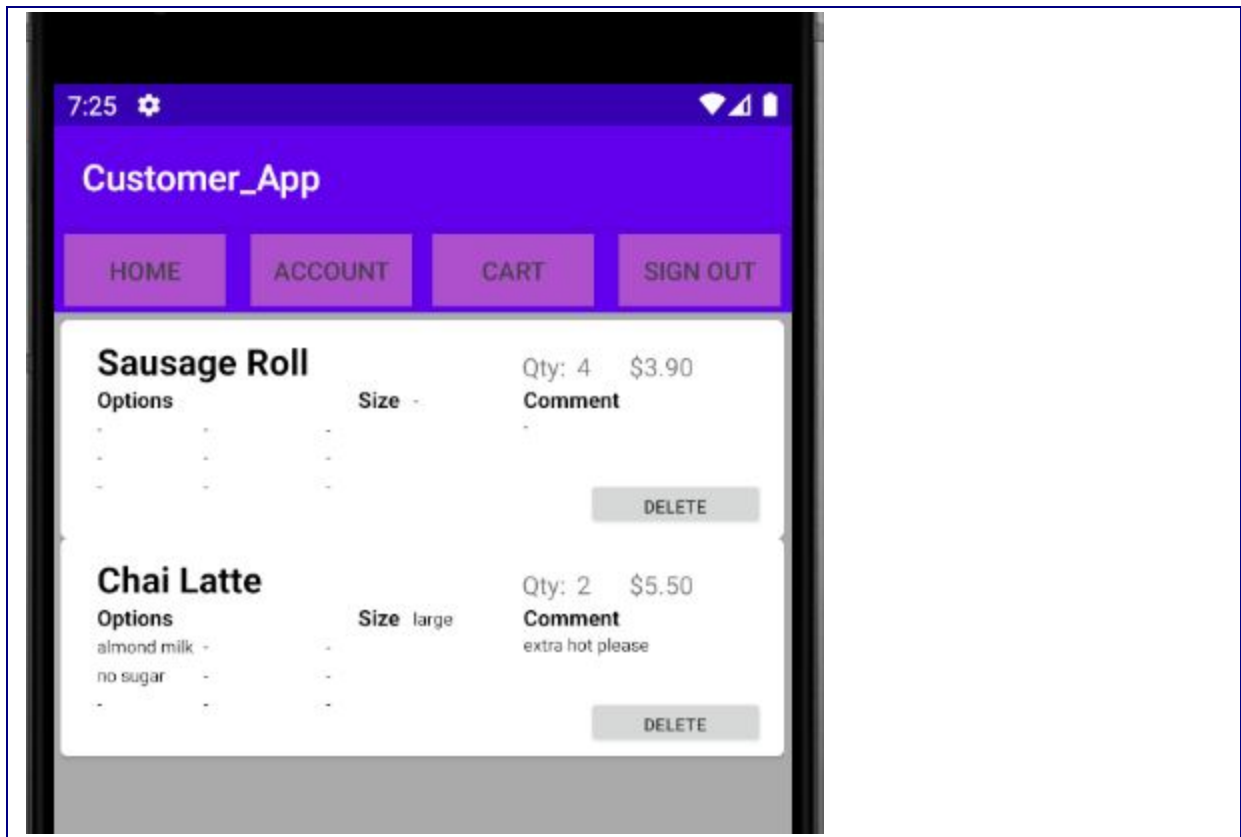 7:25
Customer_App
HOME ACCOUNT CART SIGN OUT
Sausage Roll Qty: 4 $3.90
Options Size - Comment
- - - -
- - -
- - -
DELETE
Chai Latte Qty: 2 $5.50
Options Size large Comment
almond milk - - extra hot please
no sugar - -
- - -
DELETE